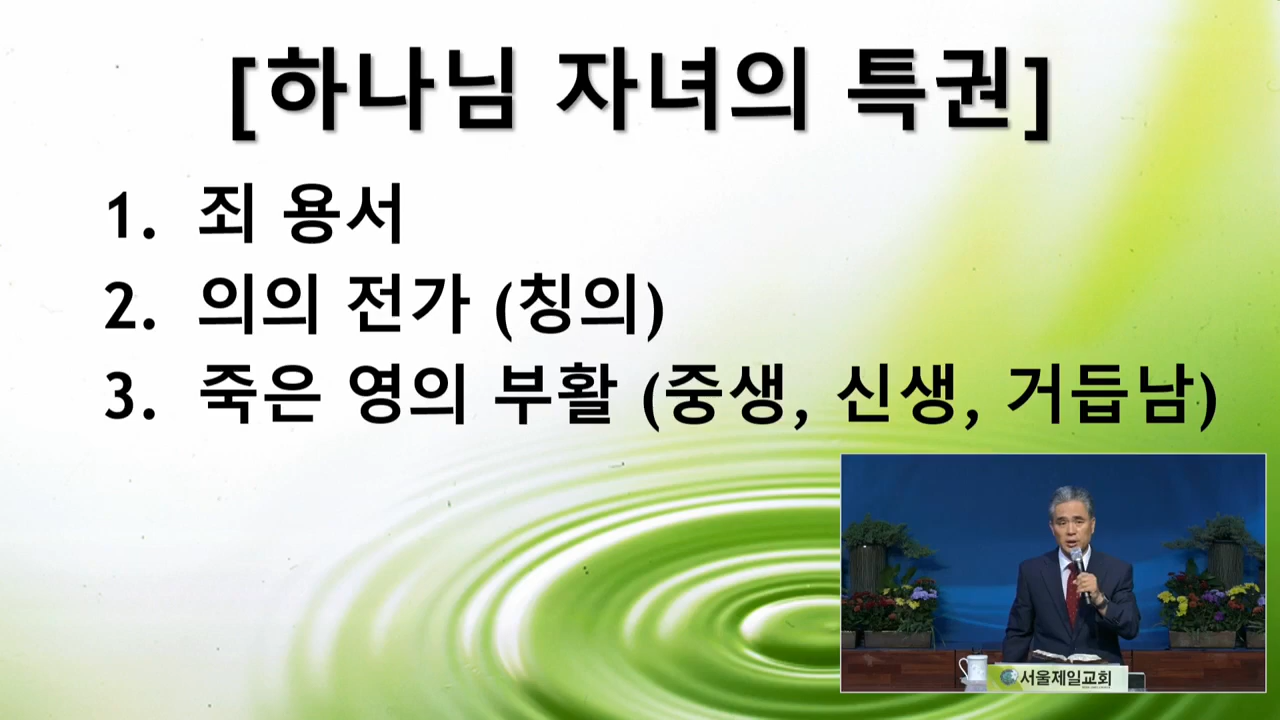 [하나님 자녀의 특권]
1. 죄 용서
2. 의의 전가 (칭의)
3. 죽은 영의 부활 (중생, 신생, 거듭남)
서울제일교회